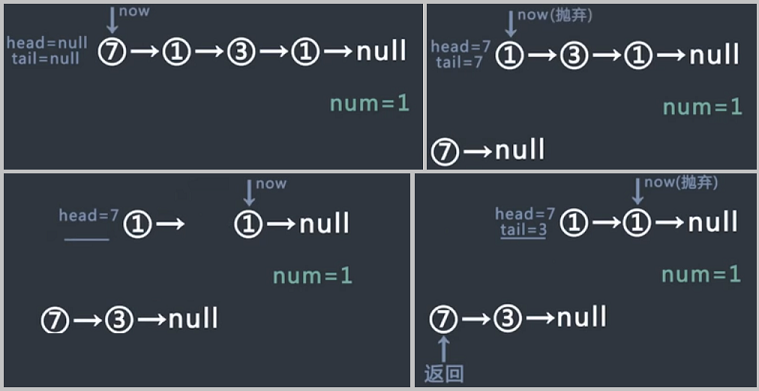 now
head=null
tail=null
7→1→3→1→null
num=1
now(抛弃)
head=7
tail=7
1→3→1→null
num=1
7→null
now
head=7
1→ 1→null
num=1
7→3→null
now(抛弃)
head=7
tail=3
1→1→null
num=1
7→3→null
返回